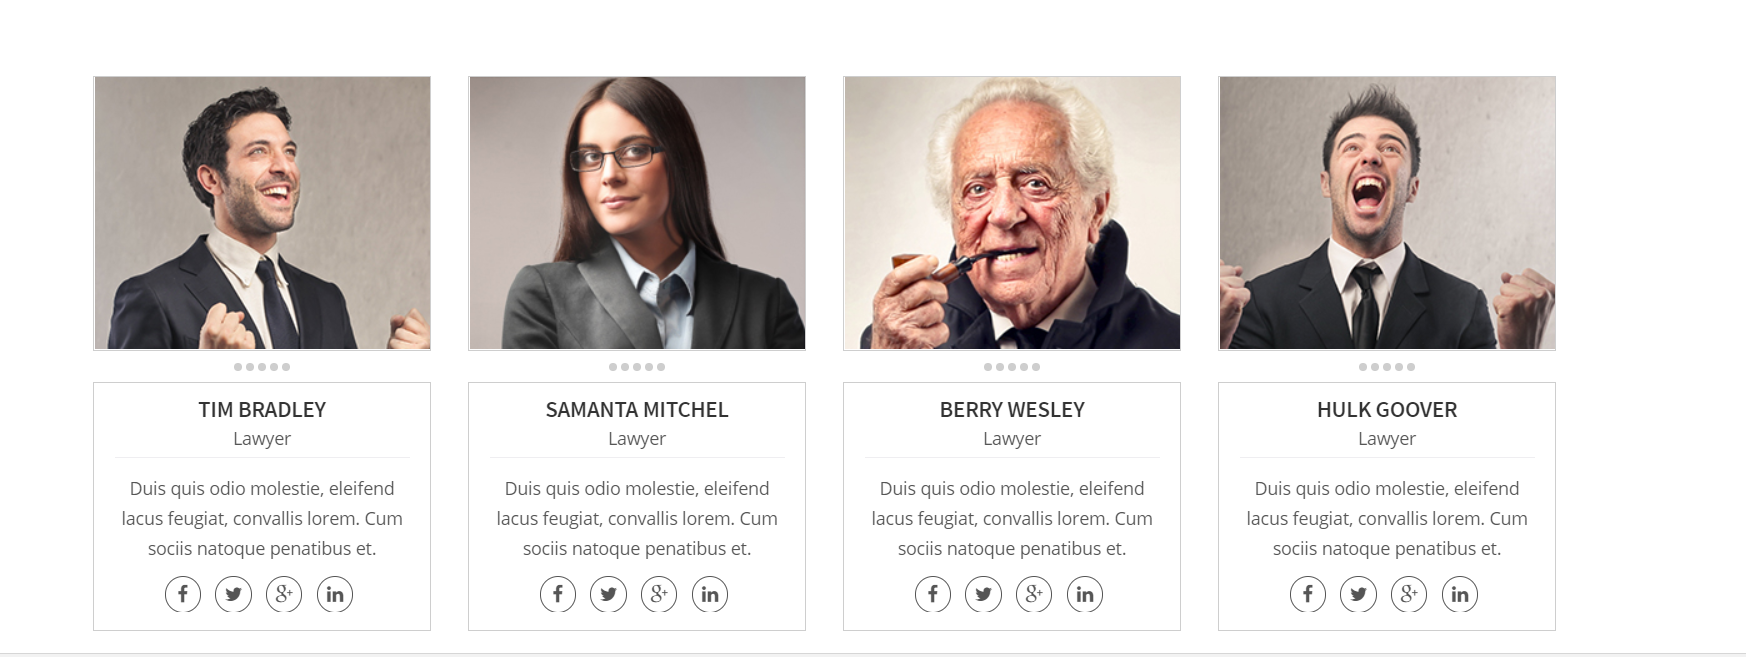 TIM BRADLEY
Lawyer
Duis quis odio molestie, eleifend
lacus feugiat, convallis lorem. Cum
sociis natoque penatibus et.
f
g+
in
SAMANTA MITCHEL
Lawyer
Duis quis odio molestie, eleifend
lacus feugiat, convallis lorem. Cum
sociis natoque penatibus et.
f
g+
in
BERRY WESLEY
Lawyer
Duis quis odio molestie, eleifend
lacus feugiat, convallis lorem. Cum
sociis natoque penatibus et.
f
g+
in
HULK GOOVER
Lawyer
Duis quis odio molestie, eleifend
lacus feugiat, convallis lorem. Cum
sociis natoque penatibus et.
f
g+
in